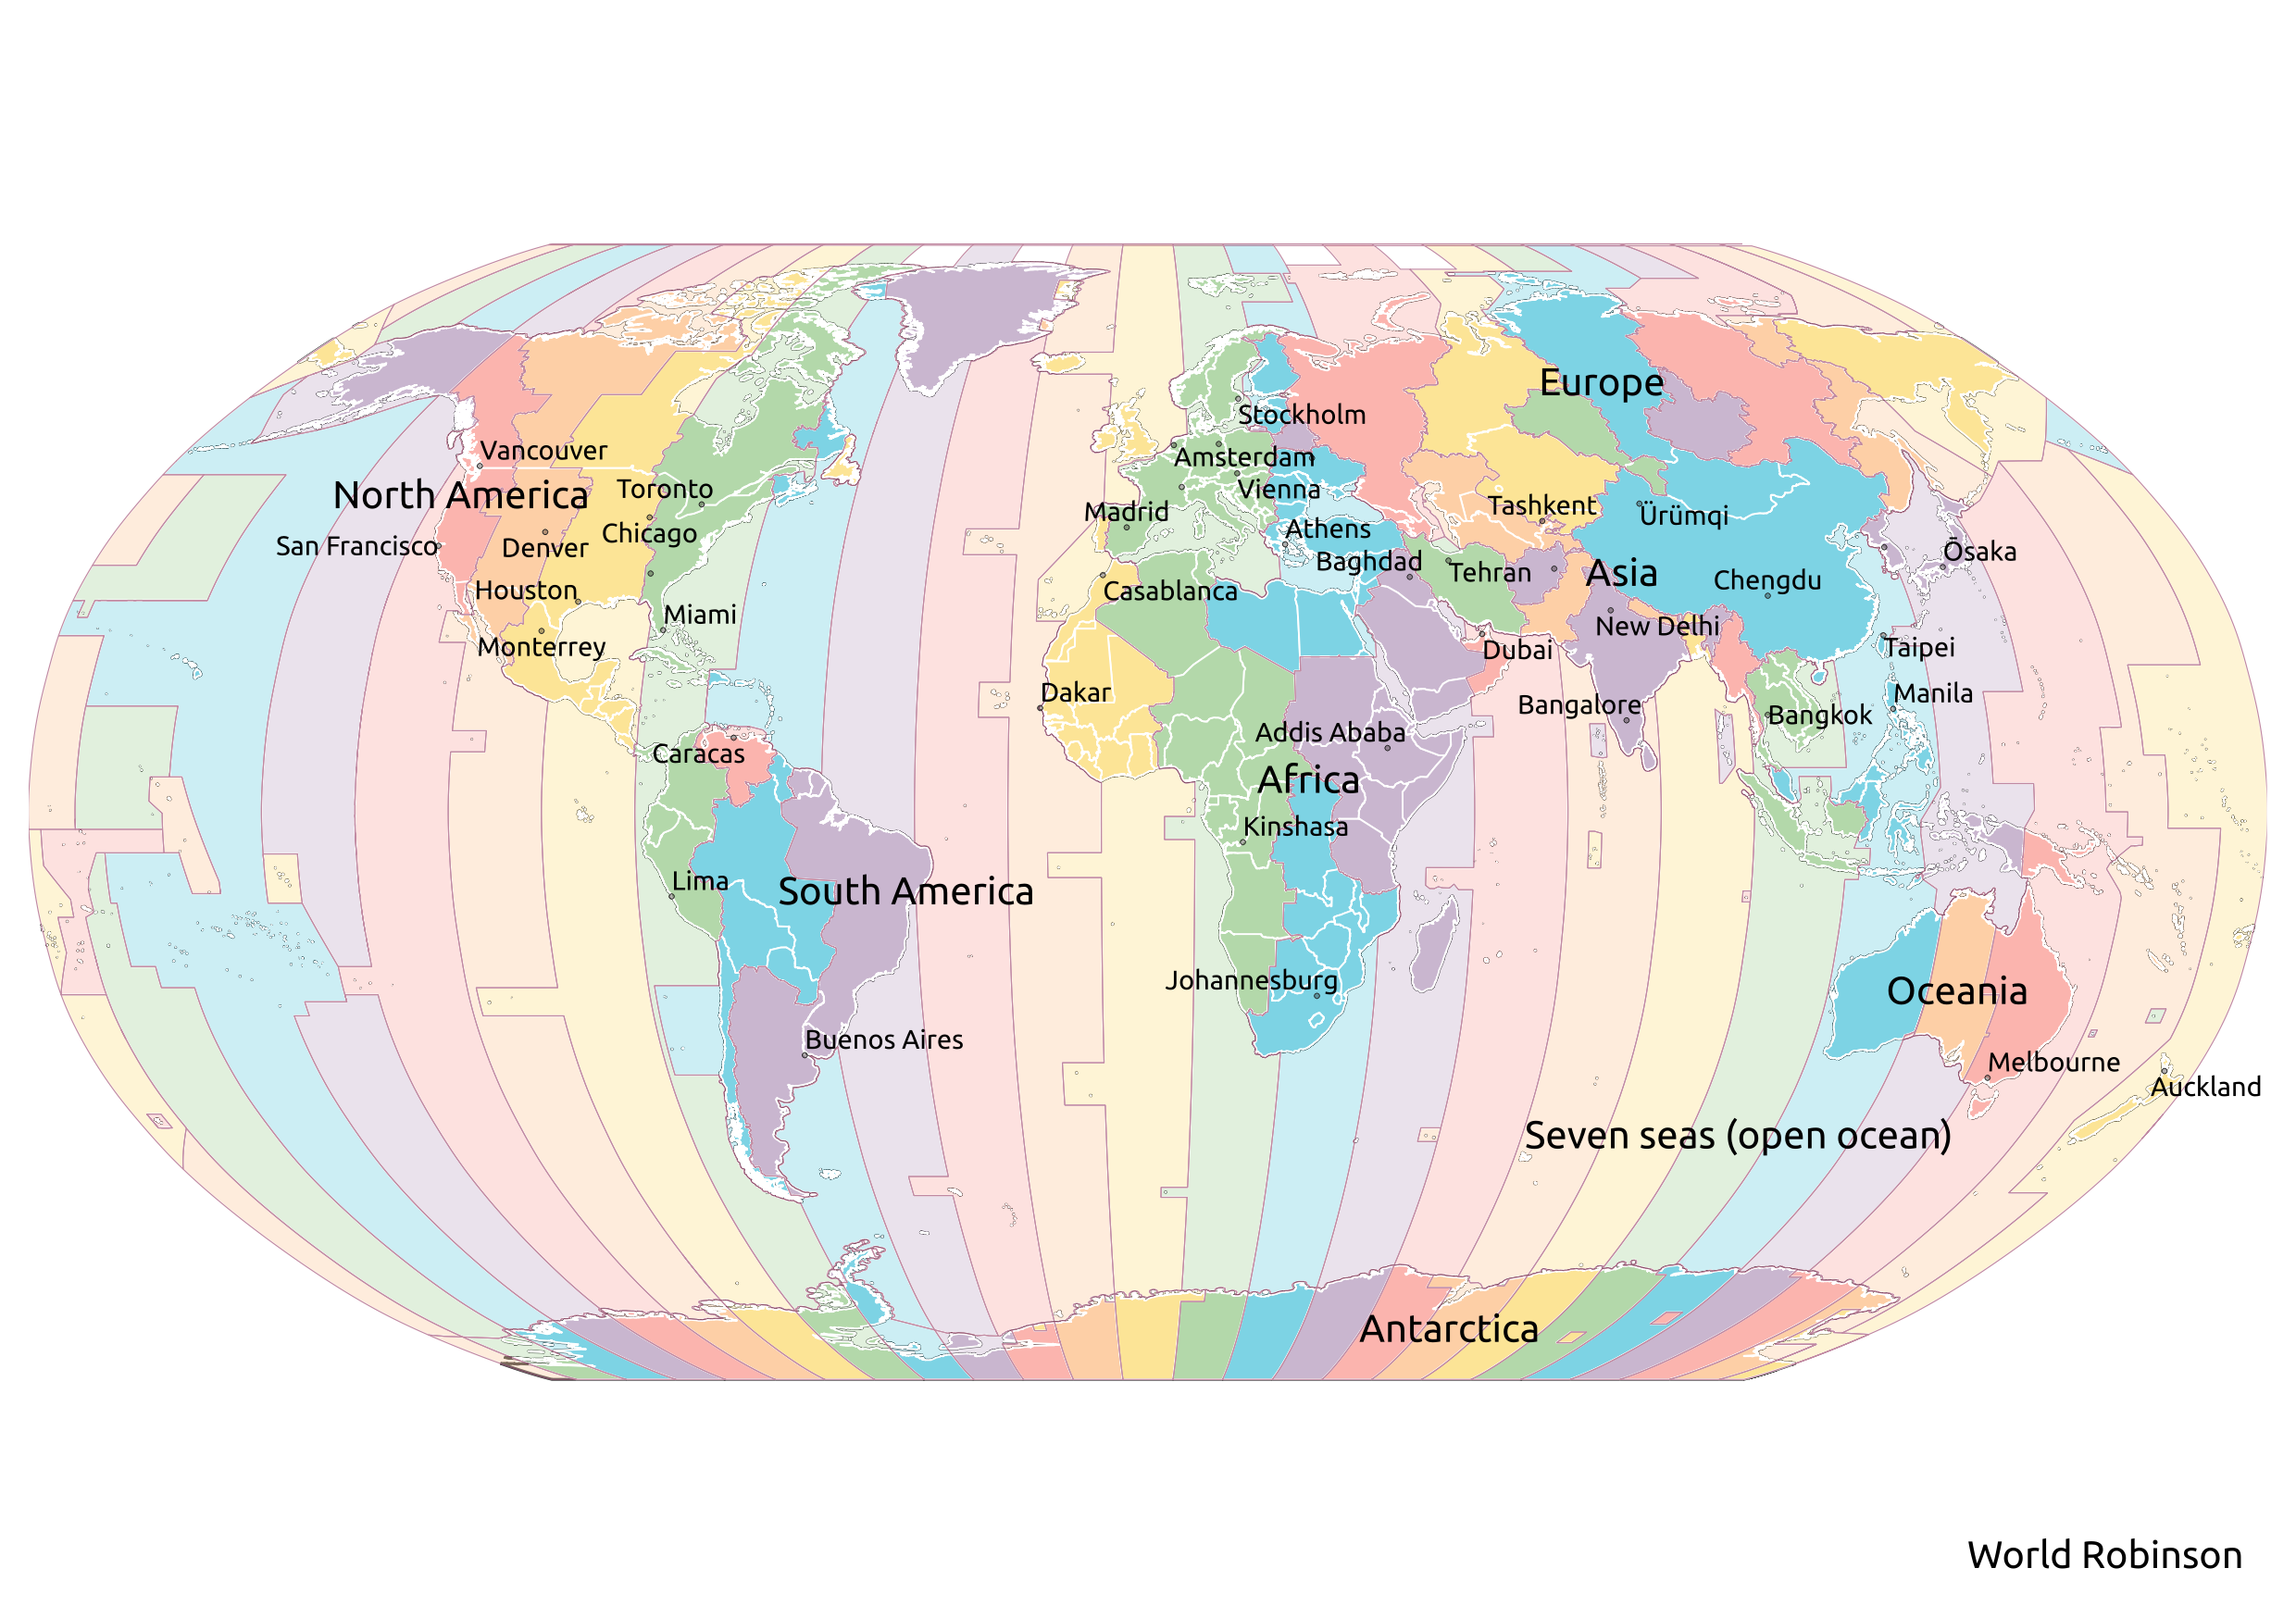 Europe
Stockholm
Vancouver
Amsterdam
North America
Toronto
Vienna
Madrid
Tashkent
Ürümqi
San Francisco
Denver
Chicago
Athens
Baghdad
Tehran
Asia
Chengdu
Ōsaka
Houston
Casablanca
Miami
Monterrey
New Delhi
Dubai
Taipei
Dakar
Bangalore
Manila
Bangkok
Caracas
Addis Ababa
Africa
Kinshasa
Lima
South America
Johannesburg
Oceania
Buenos Aires
Melbourne
Auckland
Seven seas (open ocean)
Antarctica
World Robinson